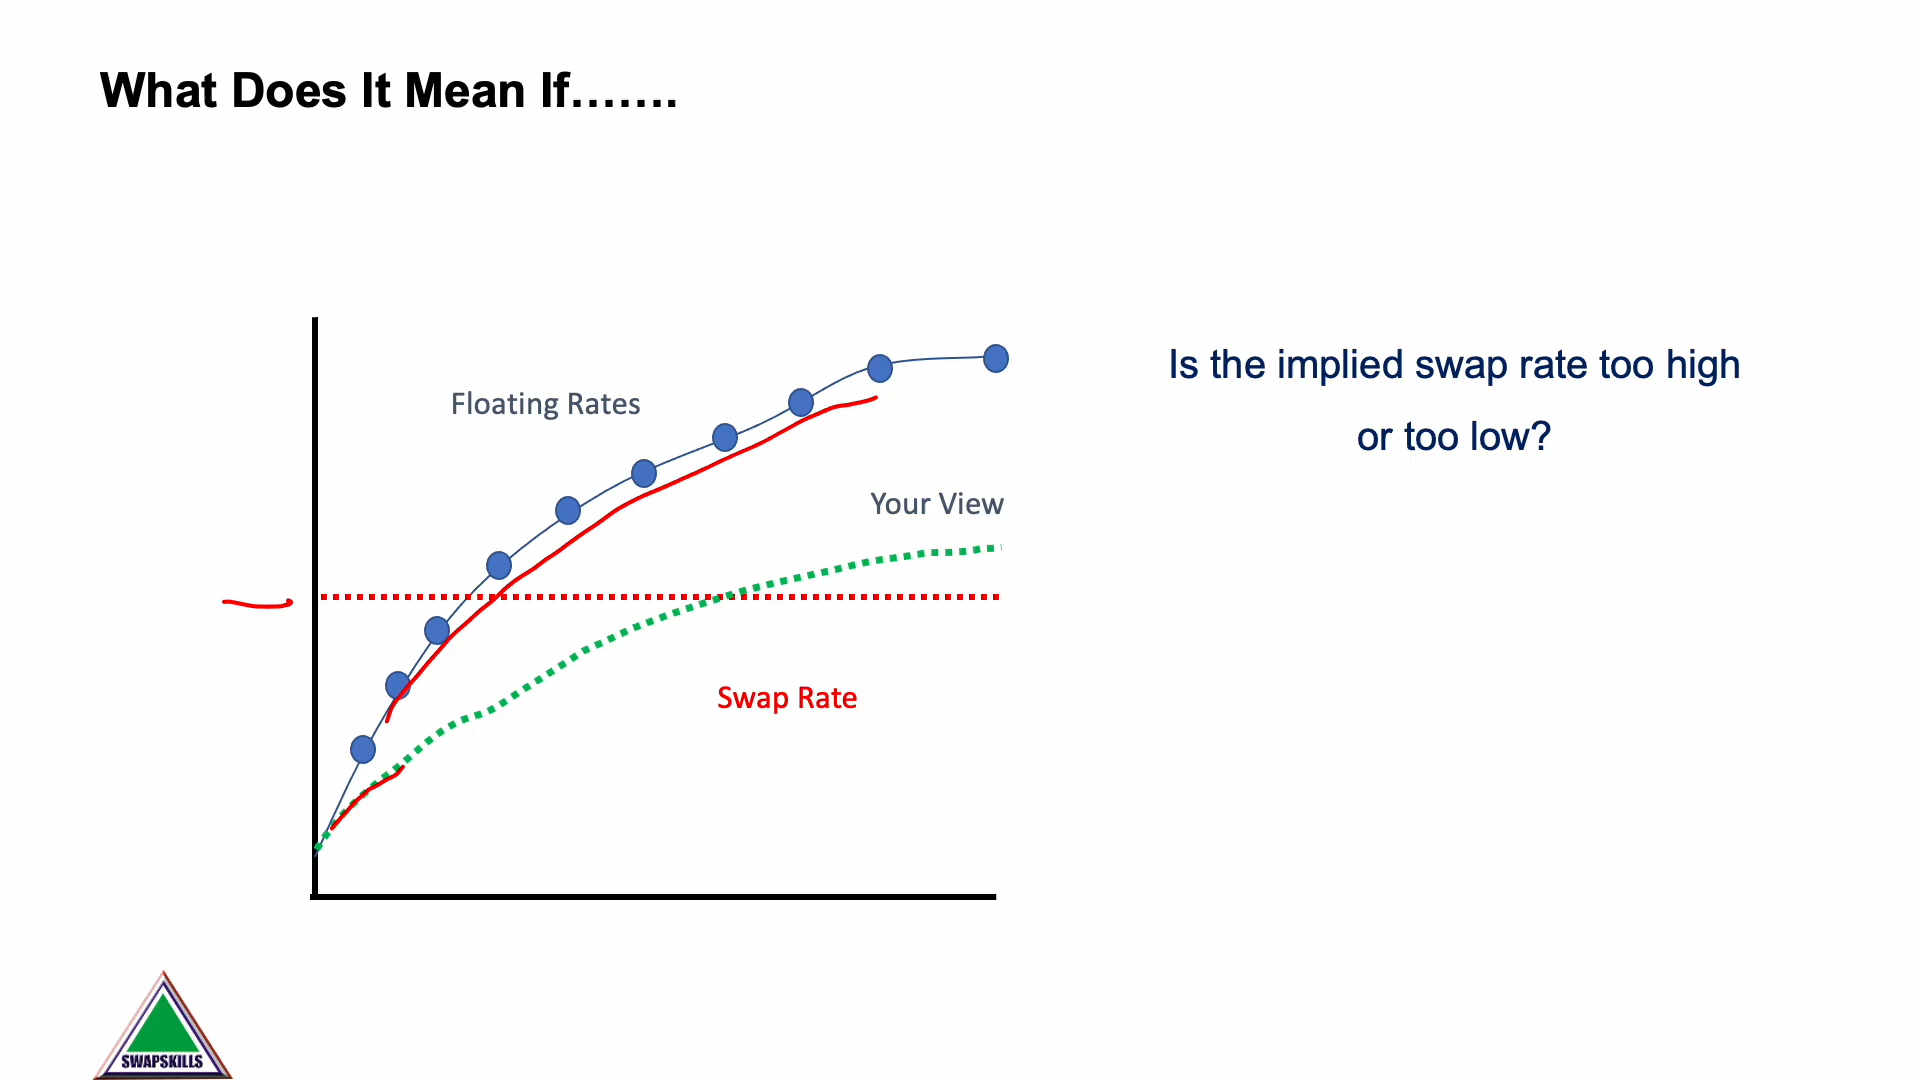 What Does It Mean If…….
Floating Rates
Is the implied swap rate too high
or too low?
Your View
Swap Rate
SWAPSKILLS